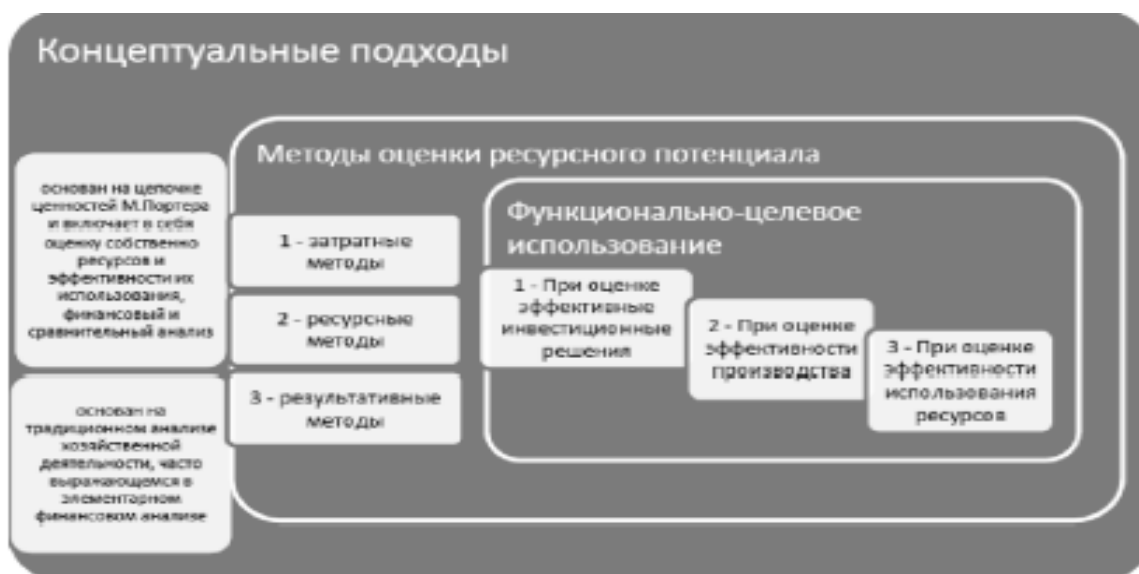 Концептуальные подходы
Методы оценки ресурсного потенциала
основан на цепочке
ценностей М.Портера
и включает в себя
оценку собственно
ресурсов и
эффективности их
использования,
финансовый и
сравнительный анализ
основан на
традиционном анализе
хозяйственной
деятельности, часто
выражающемся в
элементарном
финансовом анализе
1 - затратные
методы
2 - ресурсные
методы
3 - результативные
методы
Функционально-целевое
использование
1 - При оценке
эффективные
инвестиционные
решения
2 - При оценке
эффективности
производства
3 - При оценке
эффективности
использования
ресурсов